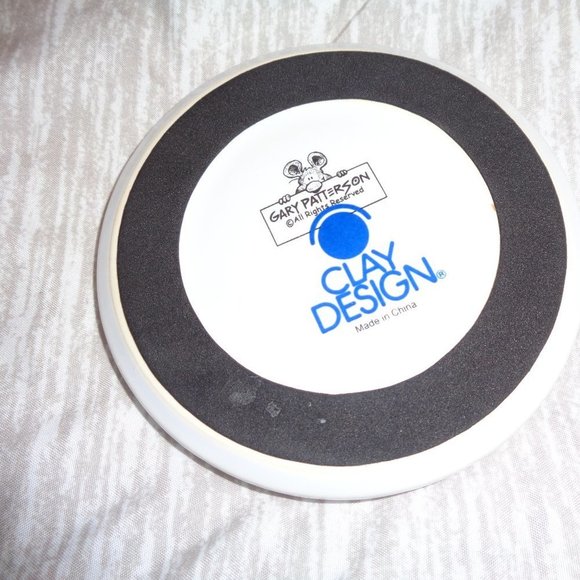 GARY PATTERSON
© All Rights Reserved
CLAY
DESIGN®
Made in China